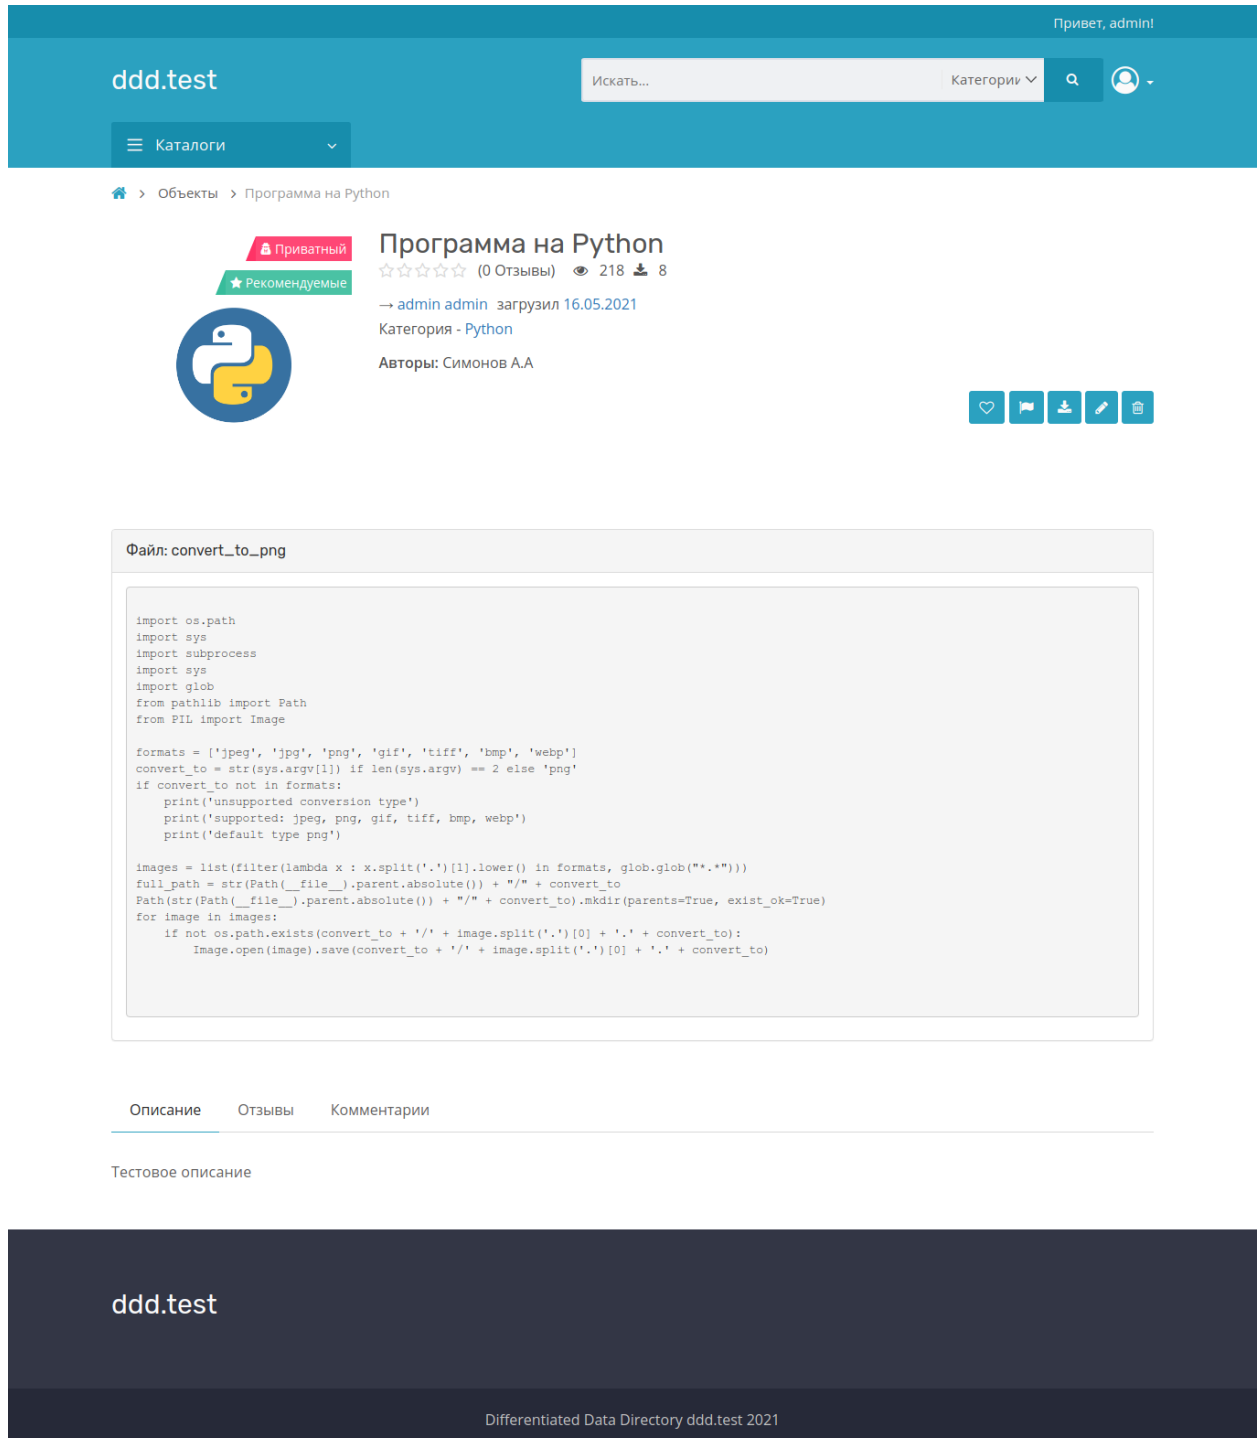 Привет, admin!
ddd.test
Искать...
Категории
Каталоги
> Объекты > Программа на Python
Приватный
Рекомендуемые
Программа на Python
(0 Отзывы) 218 8
→ admin admin загрузил 16.05.2021
Категория - Python
Авторы: Симонов А.А
Файл: convert_to_png
import os.path
import sys
import subprocess
import sys
import glob
from pathlib import Path
from PIL import Image
formats = ['jpeg', 'jpg', 'png', 'gif', 'tiff', 'bmp', 'webp']
convert_to = str(sys.argv[1]) if len(sys.argv) == 2 else 'png'
if convert_to not in formats:
    print('unsupported conversion type')
    print('supported: jpeg, png, gif, tiff, bmp, webp')
    print('default type png')
images = list(filter(lambda x : x.split('.')[1].lower() in formats, glob.glob("*.*")))
full_path = str(Path(__file__).parent.absolute()) + "/" + convert_to
Path(str(Path(__file__).parent.absolute()) + "/" + convert_to).mkdir(parents=True, exist_ok=True)
for image in images:
    if not os.path.exists(convert_to + '/' + image.split('.')[0] + '.' + convert_to):
        Image.open(image).save(convert_to + '/' + image.split('.')[0] + '.' + convert_to)
Описание Отзывы Комментарии
Тестовое описание
ddd.test
Differentiated Data Directory ddd.test 2021